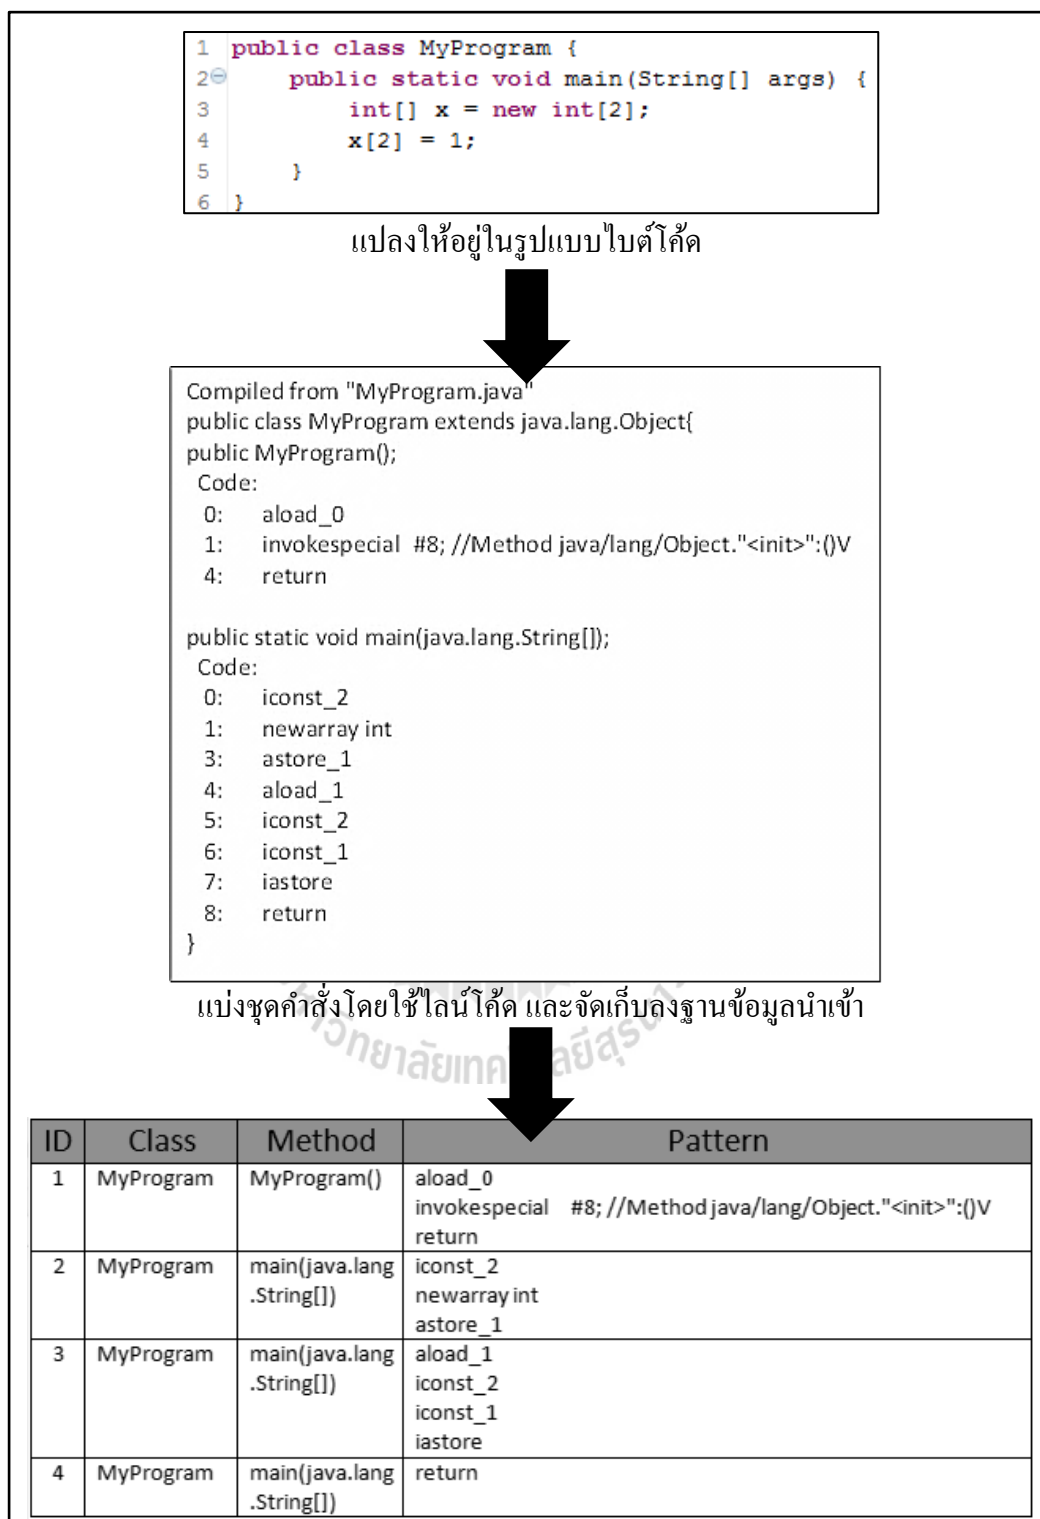 1 public class MyProgram {
2 public static void main(String[] args) {
3 int[] x = new int[2];
4 x[2] = 1;
5 }
6 }
แปลงให้อยู่ในรูปแบบไบต์โค้ด
Compiled from "MyProgram.java"
public class MyProgram extends java.lang.Object{
public MyProgram();
Code:
0: aload_0
1: invokespecial #8; //Method java/lang/Object."<init>":()V
4: return
public static void main(java.lang.String[]);
Code:
0: iconst_2
1: newarray int
3: astore_1
4: aload_1
5: iconst_2
6: iconst_1
7: iastore
8: return
}
แบ่งชุดคำสั่งโดยใช้ไลน์โค้ด และจัดเก็บลงฐานข้อมูลนำเข้า
ID Class Method Pattern
1 MyProgram MyProgram() aload_0
invokespecial #8; //Method java/lang/Object."<init>":()V
return
2 MyProgram main(java.lang iconst_2
.String[]) newarray int
astore_1
3 MyProgram main(java.lang aload_1
.String[]) iconst_2
iconst_1
iastore
4 MyProgram main(java.lang return
.String[])